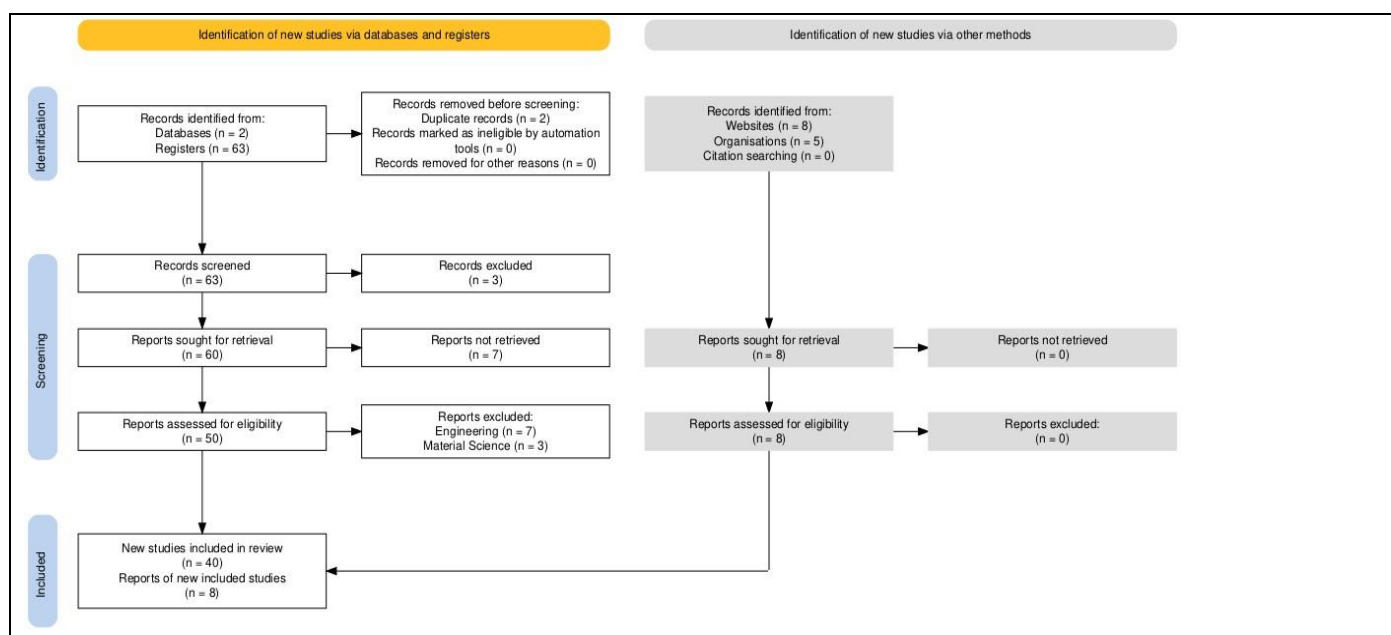 Identification of new studies via databases and registers
Identification of new studies via other methods
Identification
Records identified from:
Databases (n = 2)
Registers (n = 63)
Records removed before screening:
Duplicate records (n = 2)
Records marked as ineligible by automation
tools (n = 0)
Records removed for other reasons (n = 0)
Records identified from:
Websites (n = 8)
Organisations (n = 5)
Citation searching (n = 0)
Screening
Records screened
(n = 63)
Records excluded
(n = 3)
Reports sought for retrieval
(n = 60)
Reports not retrieved
(n = 7)
Reports sought for retrieval
(n = 8)
Reports not retrieved
(n = 0)
Reports assessed for eligibility
(n = 50)
Reports excluded:
Engineering (n = 7)
Material Science (n = 3)
Reports assessed for eligibility
(n = 8)
Reports excluded:
(n = 0)
Included
New studies included in review
(n = 40)
Reports of new included studies
(n = 8)